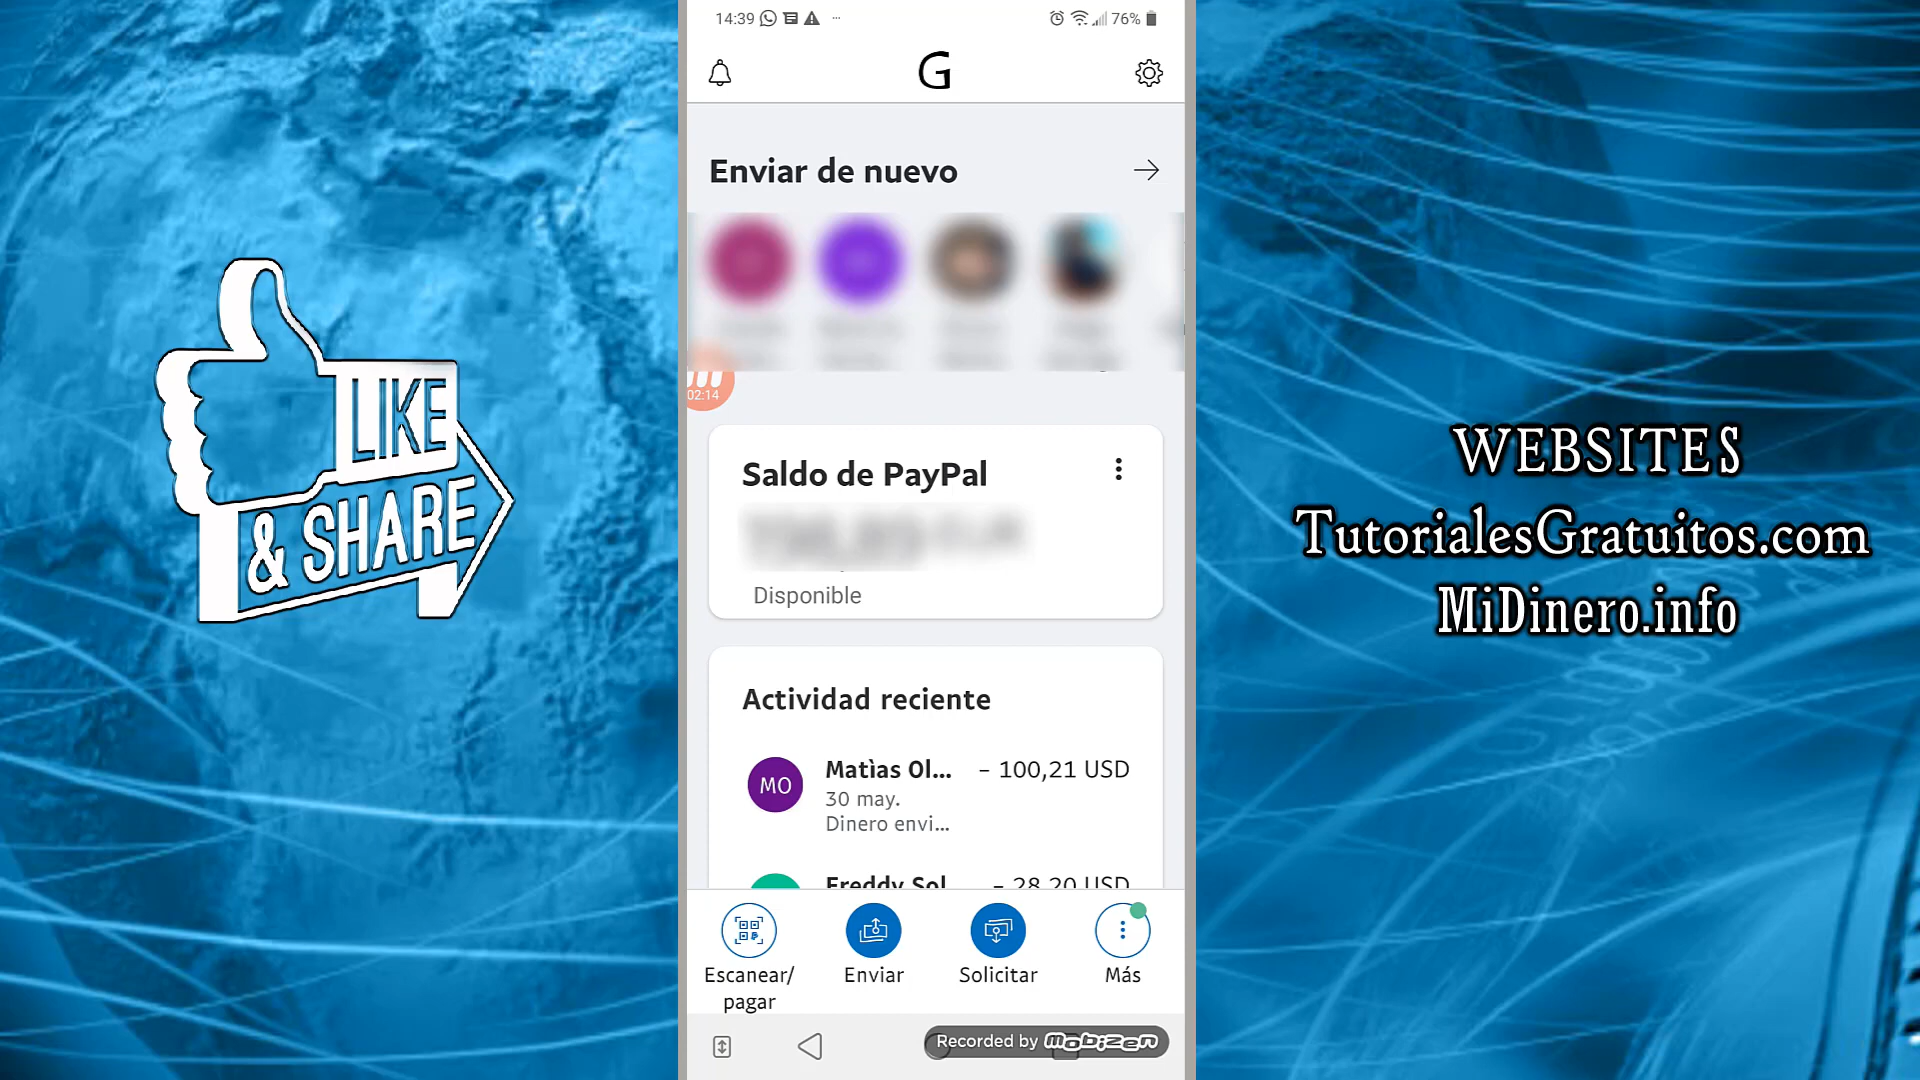 14:39
76%
G
Enviar de nuevo
02:14
Saldo de PayPal
Disponible
Actividad reciente
MO
Matìas Ol... - 100,21 USD
30 may.
Dinero envi...
Freddy Sol - 28,20 USD
Escanear/
pagar
Enviar
Solicitar
Más
Recorded by mobizen
LIKE
& SHARE
WEBSITES
TutorialesGratuitos.com
MiDinero.info